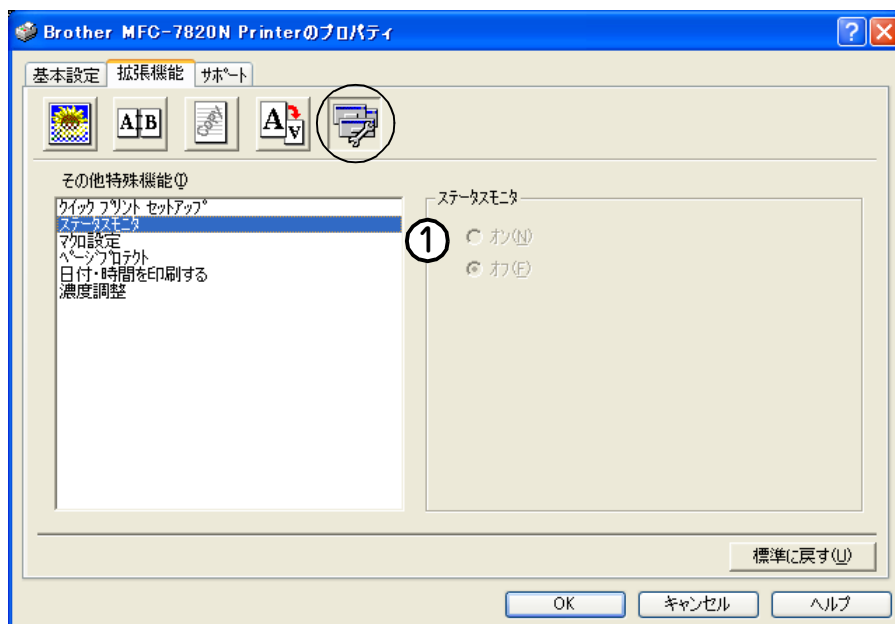 Brother MFC-7820N Printerのプロパティ
基本設定 拡張機能 サポート
A B
copy
A A
その他特殊機能(I)
クイック プリント セットアップ
ステータスモニタ
マクロ設定
ページプロテクト
日付・時間を印刷する
濃度調整
ステータスモニタ
1
オン(N)
オフ(F)
標準に戻す(U)
OK キャンセル ヘルプ